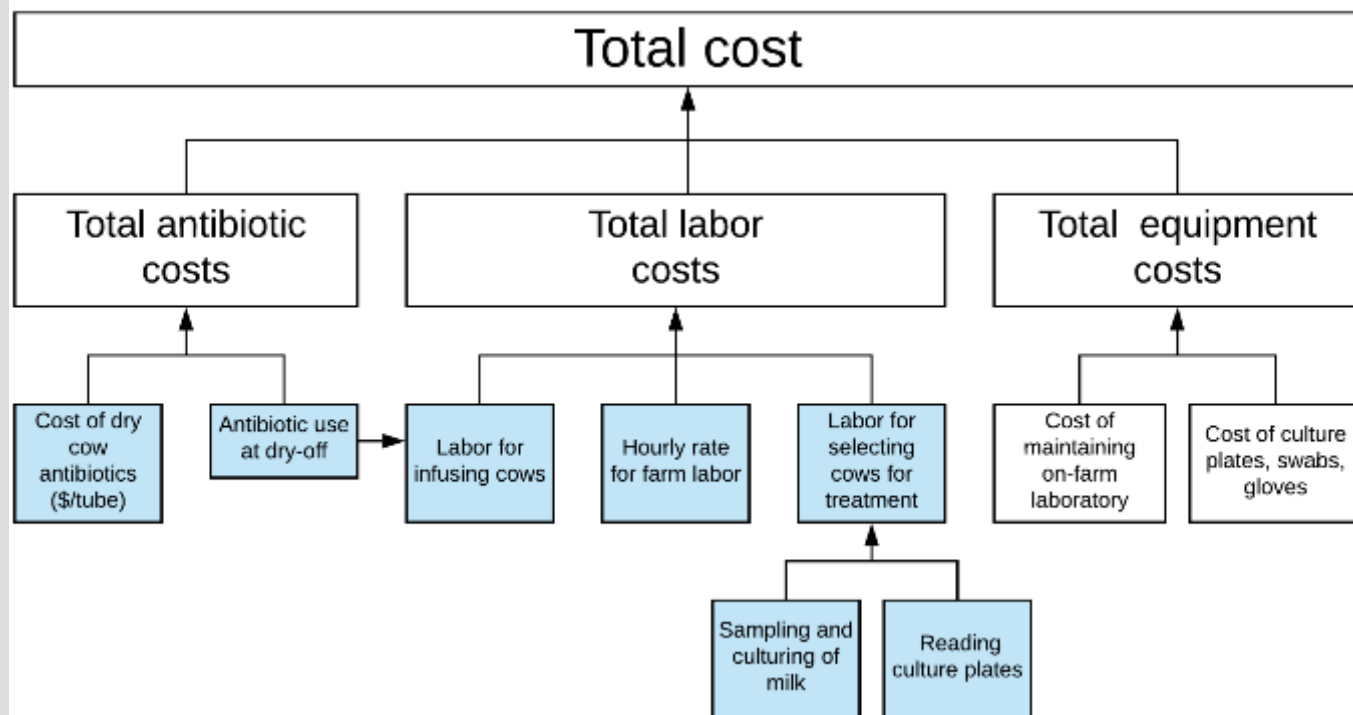 Total cost
Total antibiotic
costs
Total labor
costs
Total equipment
costs
Cost of dry
cow
antibiotics
($/tube)
Antibiotic use
at dry-off
Labor for
infusing cows
Hourly rate
for farm labor
Labor for
selecting
cows for
treatment
Cost of
maintaining
on-farm
laboratory
Cost of culture
plates, swabs,
gloves
Sampling and
culturing of
milk
Reading
culture plates